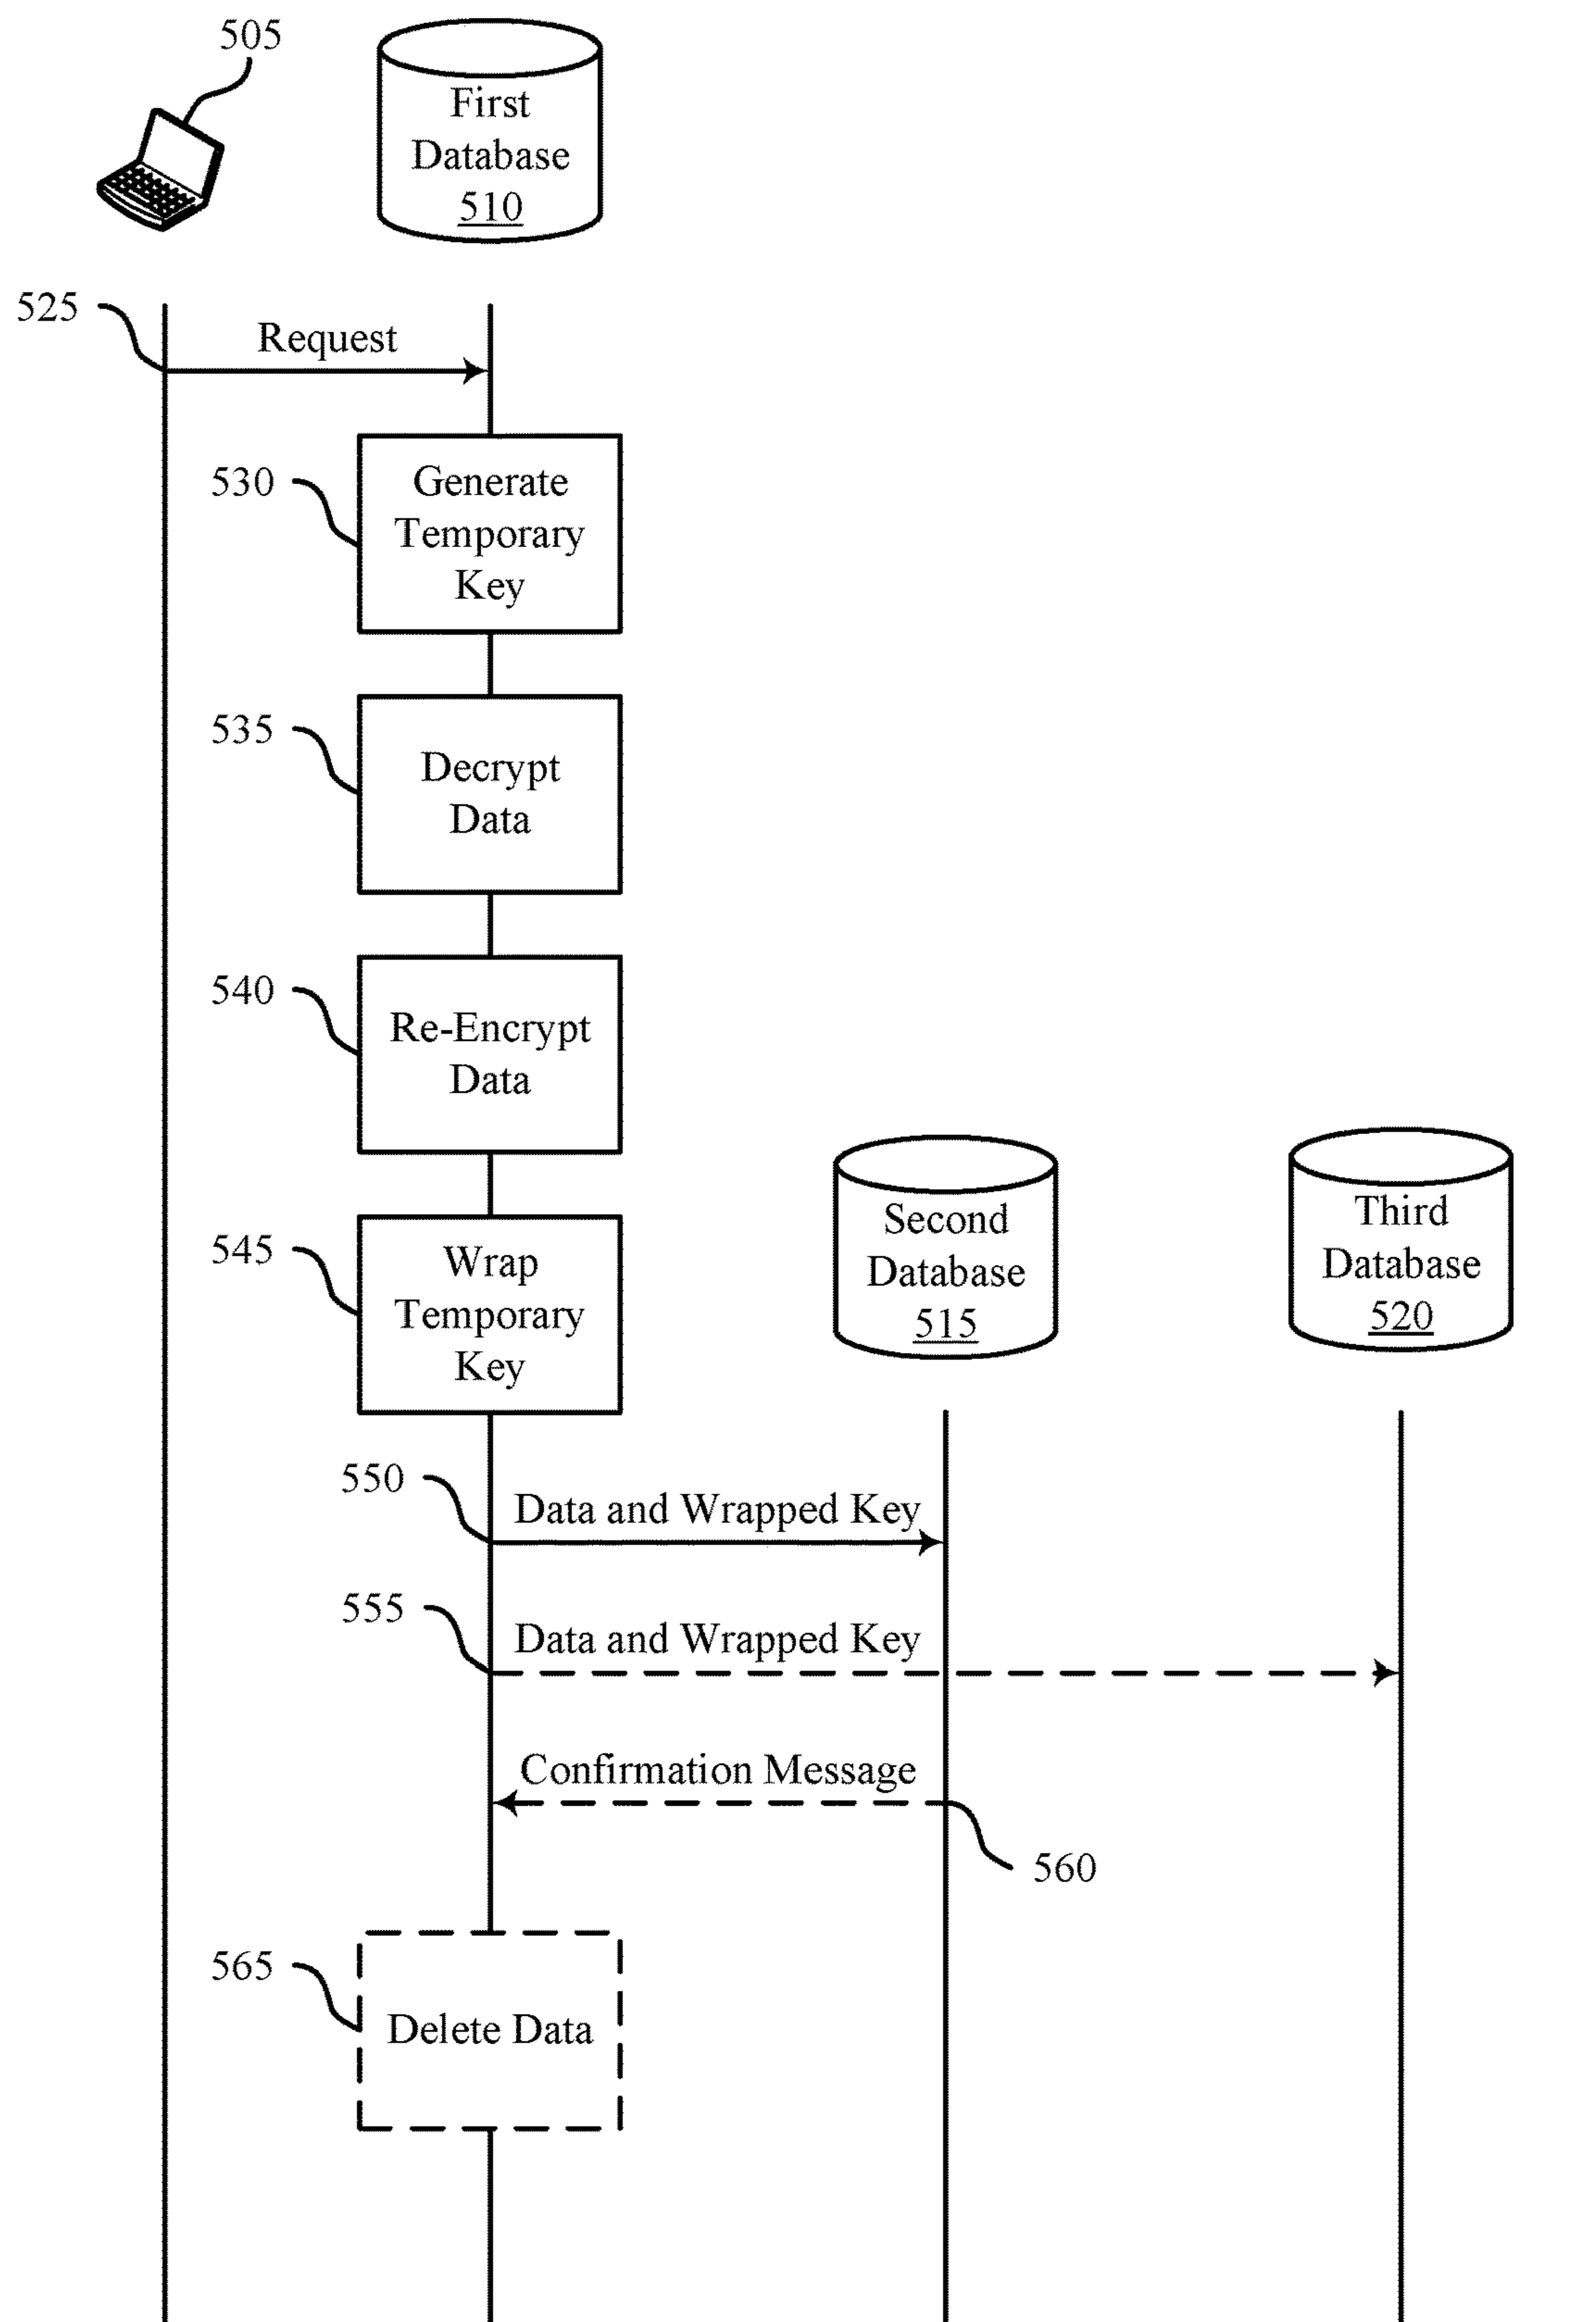 505
First
Database
510
525
Request
530
Generate
Temporary
Key
535
Decrypt
Data
540
Re-Encrypt
Data
545
Wrap
Temporary
Key
Second
Database
515
Third
Database
520
550
Data and Wrapped Key
555
Data and Wrapped Key
Confirmation Message
560
565
Delete Data